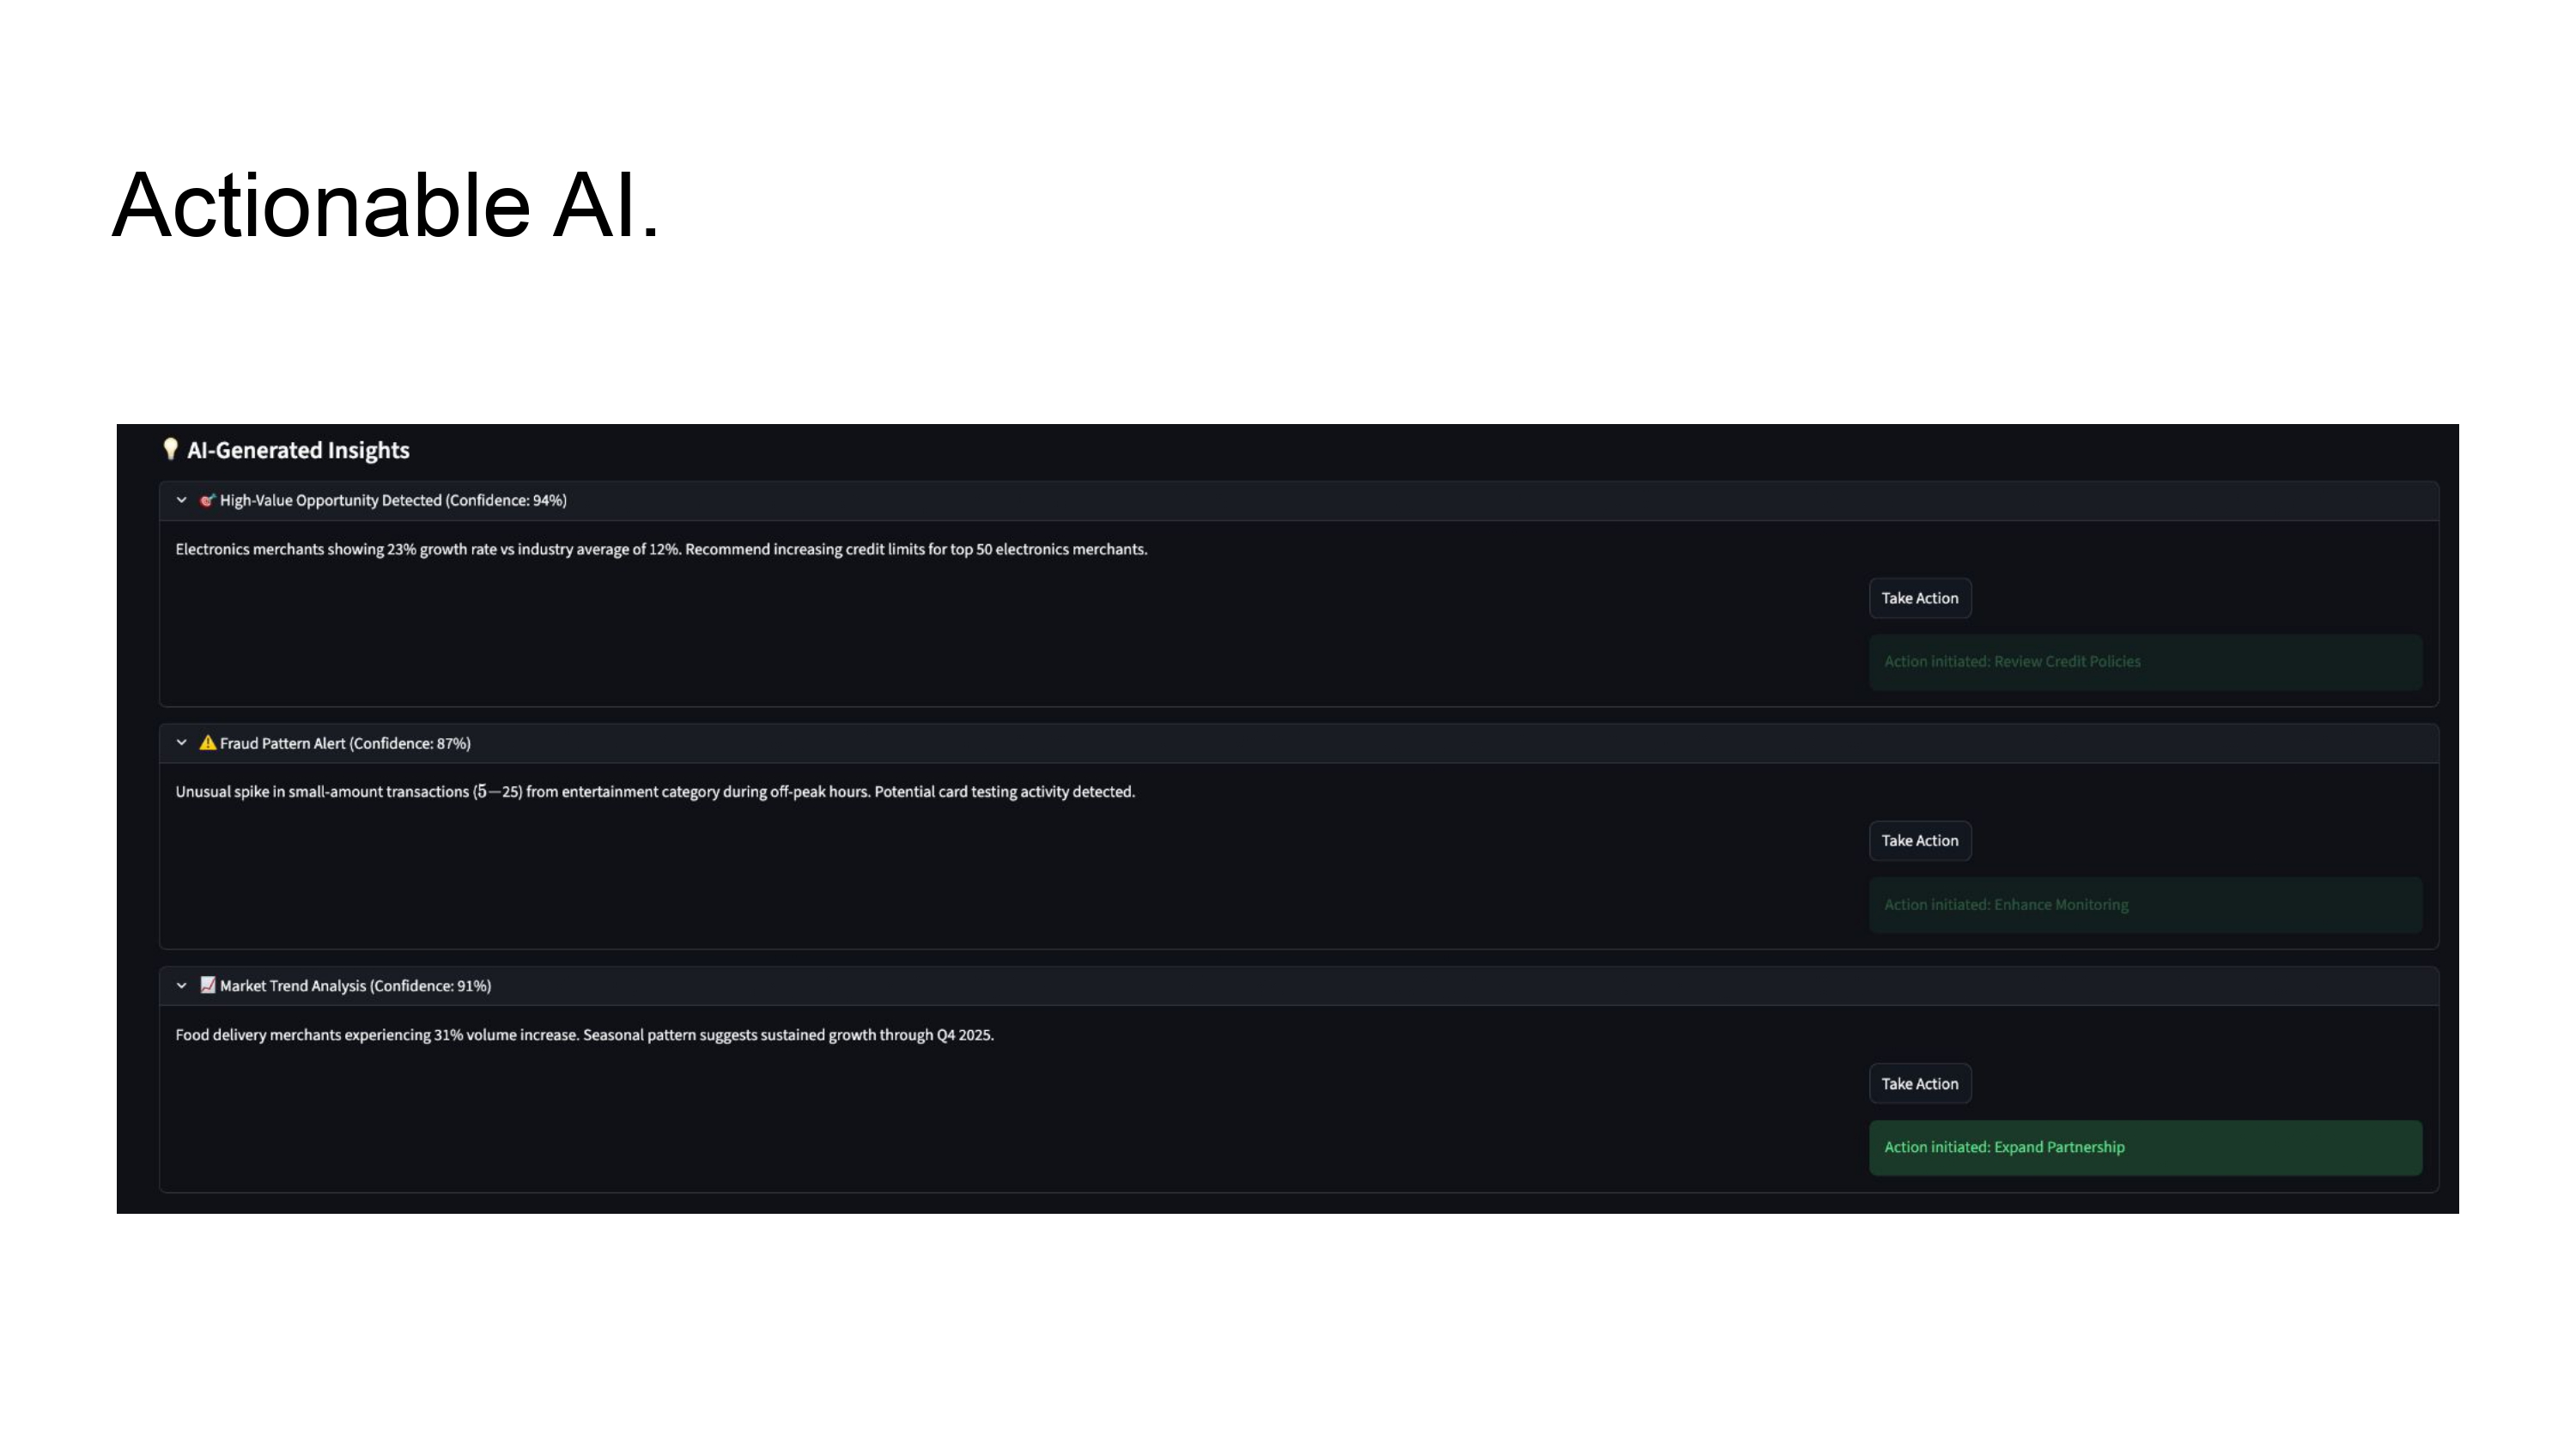 Actionable AI.
AI-Generated Insights
High-Value Opportunity Detected (Confidence: 94%)
Electronics merchants showing 23% growth rate vs industry average of 12%. Recommend increasing credit limits for top 50 electronics merchants.
Take Action
Action initiated: Review Credit Policies
Fraud Pattern Alert (Confidence: 87%)
Unusual spike in small-amount transactions (5—25) from entertainment category during off-peak hours. Potential card testing activity detected.
Take Action
Action initiated: Enhance Monitoring
Market Trend Analysis (Confidence: 91%)
Food delivery merchants experiencing 31% volume increase. Seasonal pattern suggests sustained growth through Q4 2025.
Take Action
Action initiated: Expand Partnership